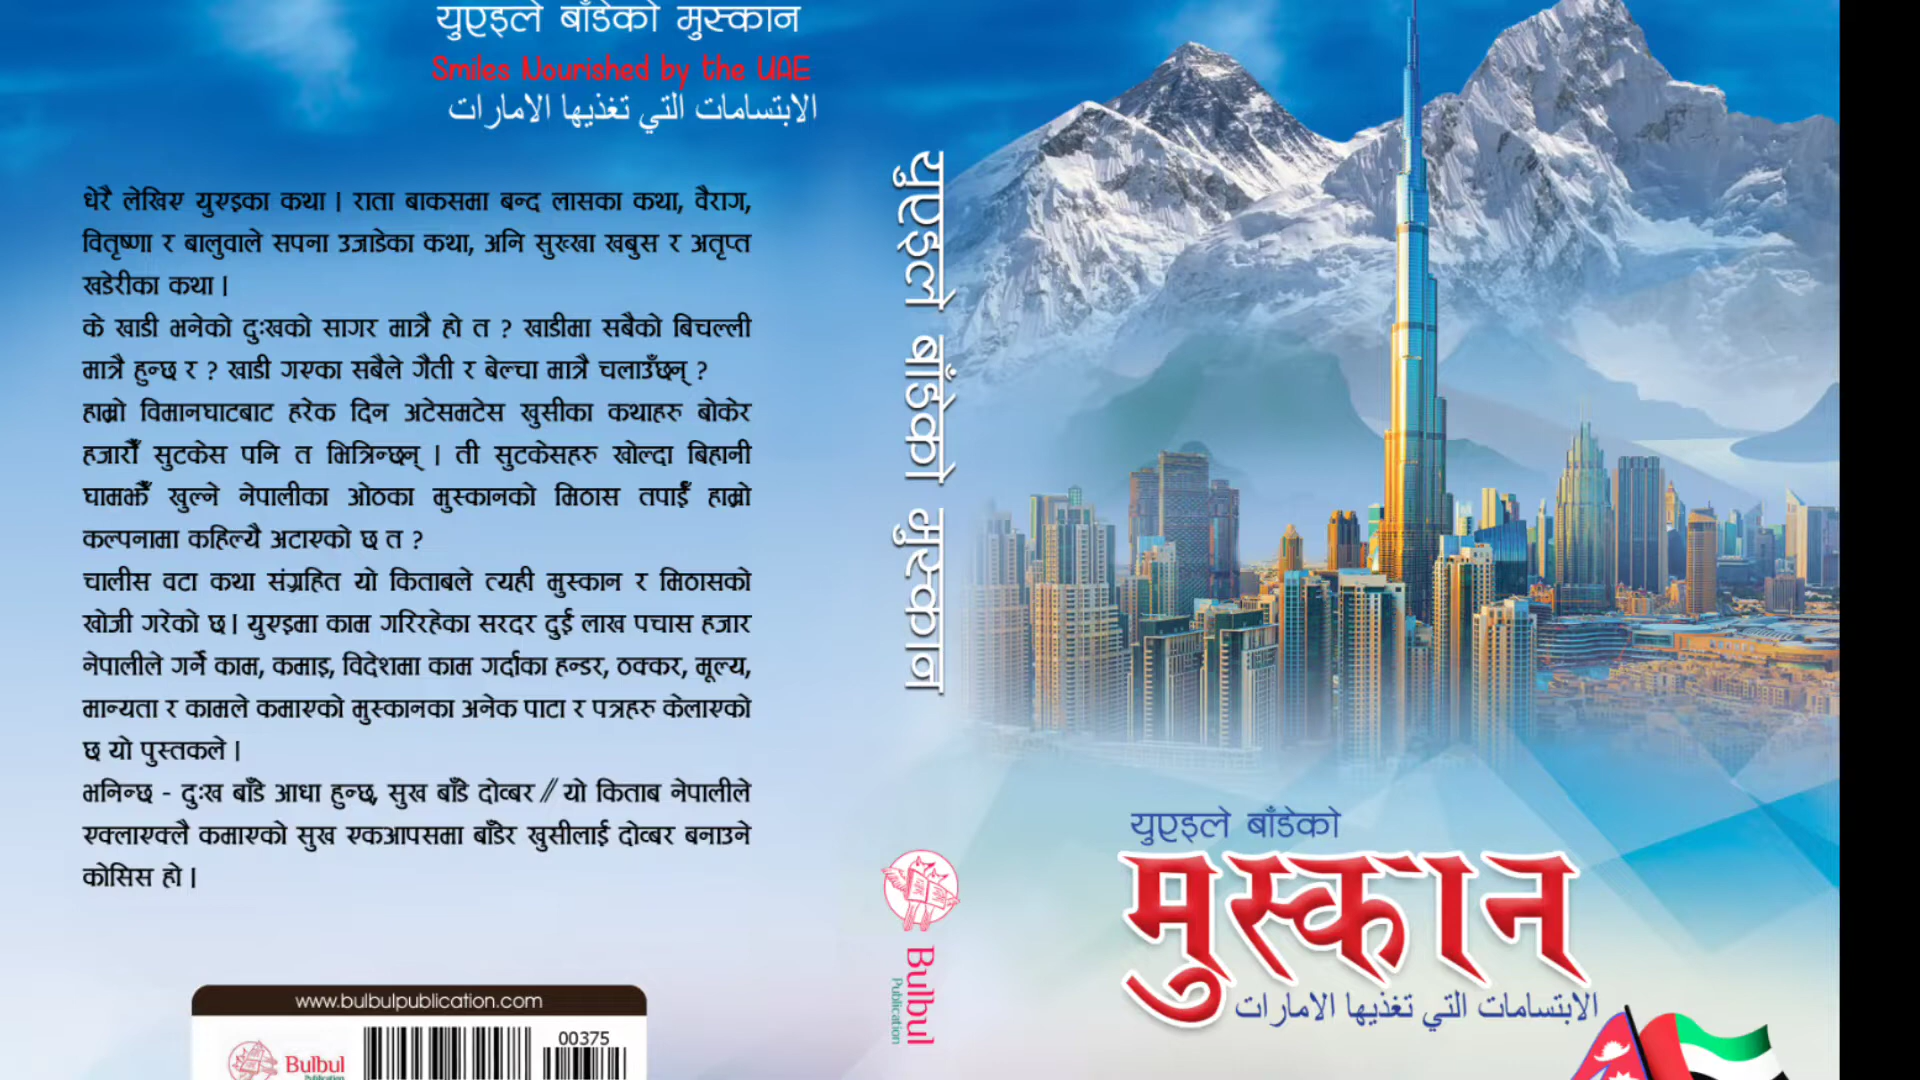 युएइले बाँडेको मुस्कान
Smiles Nourished by the UAE
الابتسامات التي تغذيها الامارات
धेरै लेखिए युएइका कथा । राता बाकसमा बन्द लासका कथा, वैराग,
वितृष्णा र बालुवाले सपना उजाडेका कथा, अनि सुख्खा खबुस र अतृप्त
खडेरीका कथा ।
के खाडी भनेको दुःखको सागर मात्रै हो त ? खाडीमा सबैको बिचल्ली
मात्रै हुन्छ र ? खाडी गएका सबैले गैती र बेल्चा मात्रै चलाउँछन् ?
हाम्रो विमानघाटबाट हरेक दिन अटेसमटेस खुसीका कथाहरु बोकेर
हजारौँ सुटकेस पनि त भित्रिन्छन् । ती सुटकेसहरु खोल्दा बिहानी
घामझैँ खुल्ने नेपालीका ओठका मुस्कानको मिठास तपाईँ हाम्रो
कल्पनामा कहिल्यै अटाएको छ त ?
चालीस वटा कथा संग्रहित यो किताबले त्यही मुस्कान र मिठासको
खोजी गरेको छ। युएइमा काम गरिरहेका सरदर दुई लाख पचास हजार
नेपालीले गर्ने काम, कमाइ, विदेशमा काम गर्दाका हन्डर, ठक्कर, मूल्य,
मान्यता र कामले कमाएको मुस्कानका अनेक पाटा र पत्रहरु केलाएको
छ यो पुस्तकले ।
भनिन्छ - दुःख बाँडे आधा हुन्छ, सुख बाँडे दोब्बर // यो किताब नेपालीले
एक्लाएक्लै कमाएको सुख एकआपसमा बाँडेर खुसीलाई दोब्बर बनाउने
कोसिस हो ।
www.bulbulpublication.com
Bulbul
Publication
00375
युएइले बाँडेको मुस्कान
Bulbul
Publication
युएइले बाँडेको
मुस्कान
الابتسامات التي تغذيها الامارات